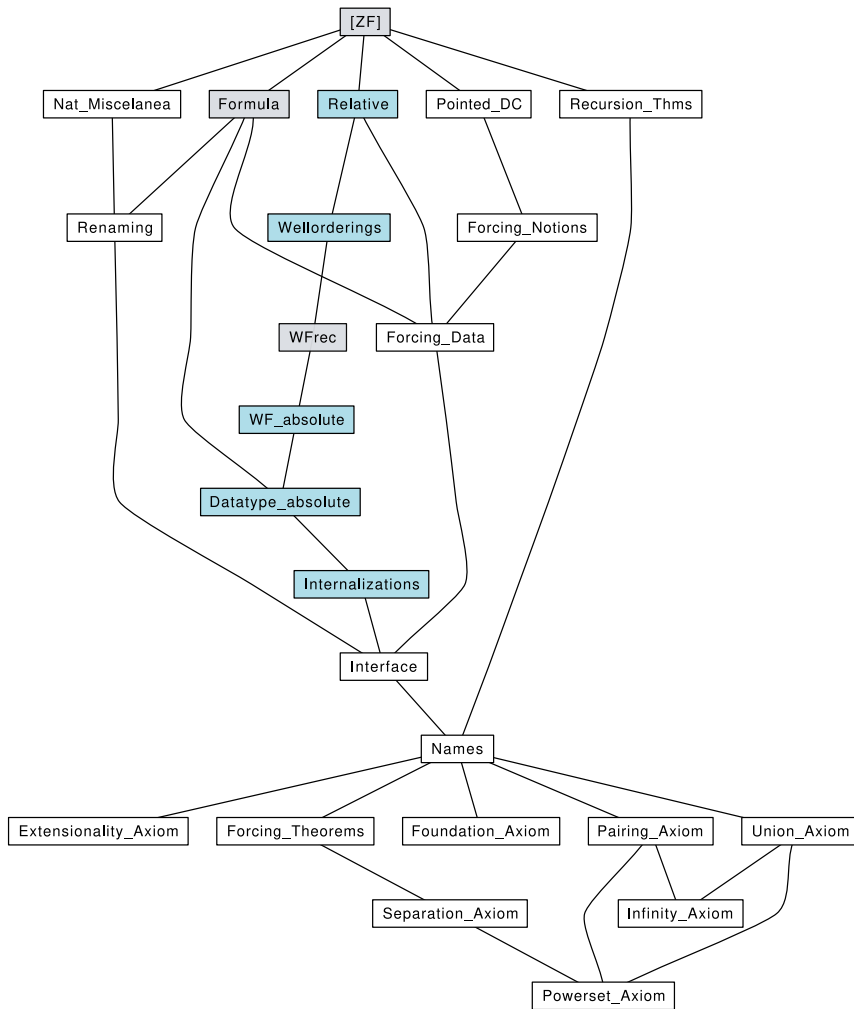 [ZF]
Nat_Miscelanea
Formula
Relative
Pointed_DC
Recursion_Thms
Renaming
Wellorderings
Forcing_Notions
WFrec
Forcing_Data
WF_absolute
Datatype_absolute
Internalizations
Interface
Names
Extensionality_Axiom
Forcing_Theorems
Foundation_Axiom
Pairing_Axiom
Union_Axiom
Separation_Axiom
Infinity_Axiom
Powerset_Axiom